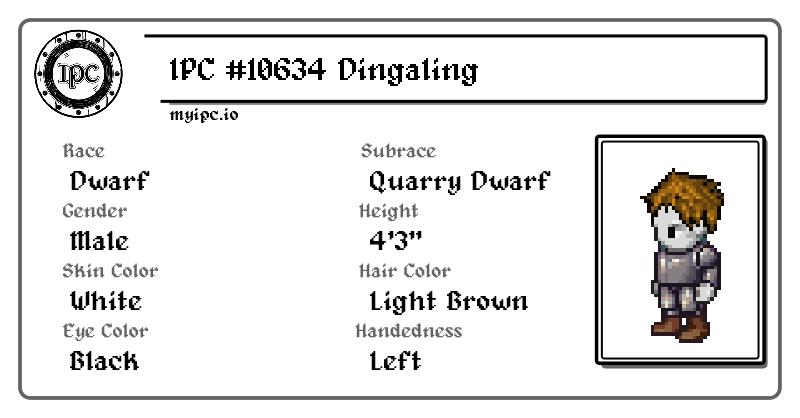 IPC
IPC #10634 Dingaling
myipc.io
Race
Subrace
Dwarf
Quarry Dwarf
Gender
Height
Male
4'3"
Skin Color
Hair Color
White
Light Brown
Eye Color
Handedness
Black
Left